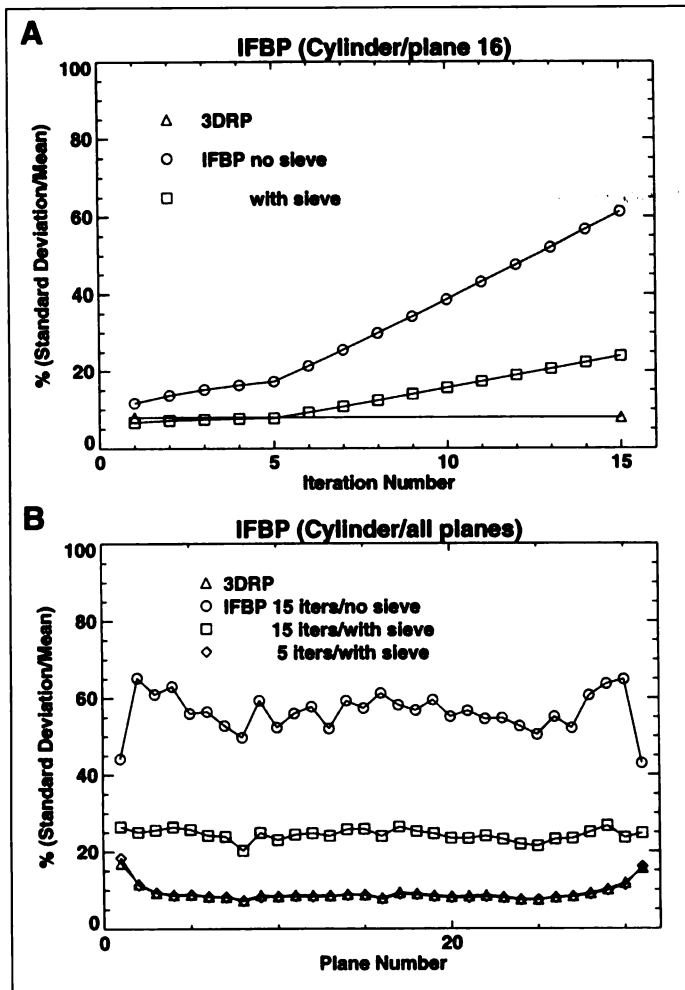 A
IFBP (Cylinder/plane 16)
100
80
60
40
20
0
% (Standard Deviation/Mean)
3DRP
IFBP no sieve
with sieve
0
5
10
15
Iteration Number
B
IFBP (Cylinder/all planes)
100
80
60
40
20
0
% (Standard Deviation/Mean)
3DRP
IFBP 15 iters/no sieve
15 iters/with sieve
5 iters/with sieve
0
20
Plane Number